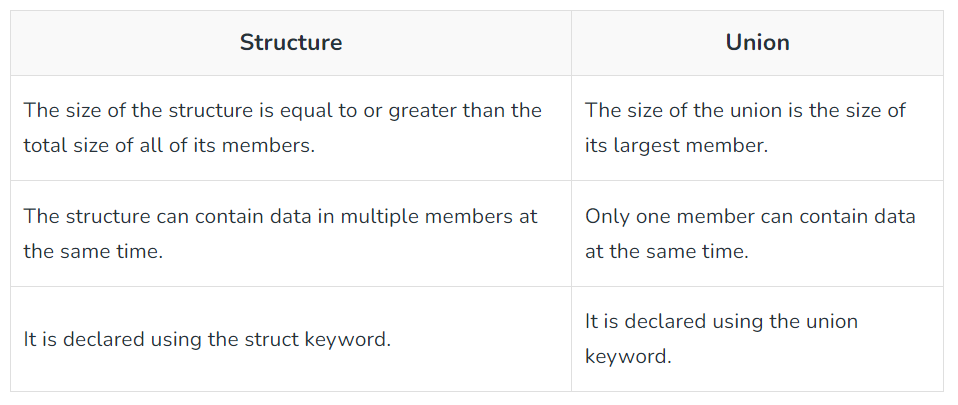 Structure
Union
The size of the structure is equal to or greater than the
total size of all of its members.
The size of the union is the size of
its largest member.
The structure can contain data in multiple members at
the same time.
Only one member can contain data
at the same time.
It is declared using the struct keyword.
It is declared using the union
keyword.